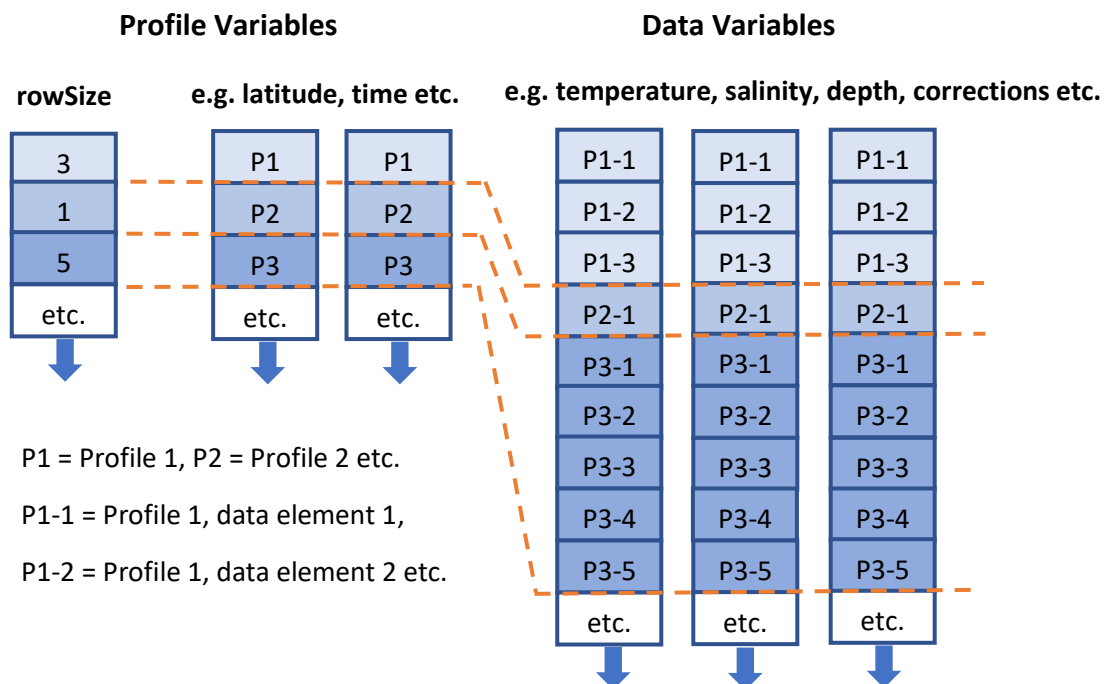 Profile Variables
Data Variables
rowSize
e.g. latitude, time etc.
e.g. temperature, salinity, depth, corrections etc.
3
1
5
etc.
P1
P2
P3
etc.
P1
P2
P3
etc.
P1-1
P1-2
P1-3
P2-1
P3-1
P3-2
P3-3
P3-4
P3-5
etc.
P1-1
P1-2
P1-3
P2-1
P3-1
P3-2
P3-3
P3-4
P3-5
etc.
P1-1
P1-2
P1-3
P2-1
P3-1
P3-2
P3-3
P3-4
P3-5
etc.
P1 = Profile 1, P2 = Profile 2 etc.
P1-1 = Profile 1, data element 1,
P1-2 = Profile 1, data element 2 etc.